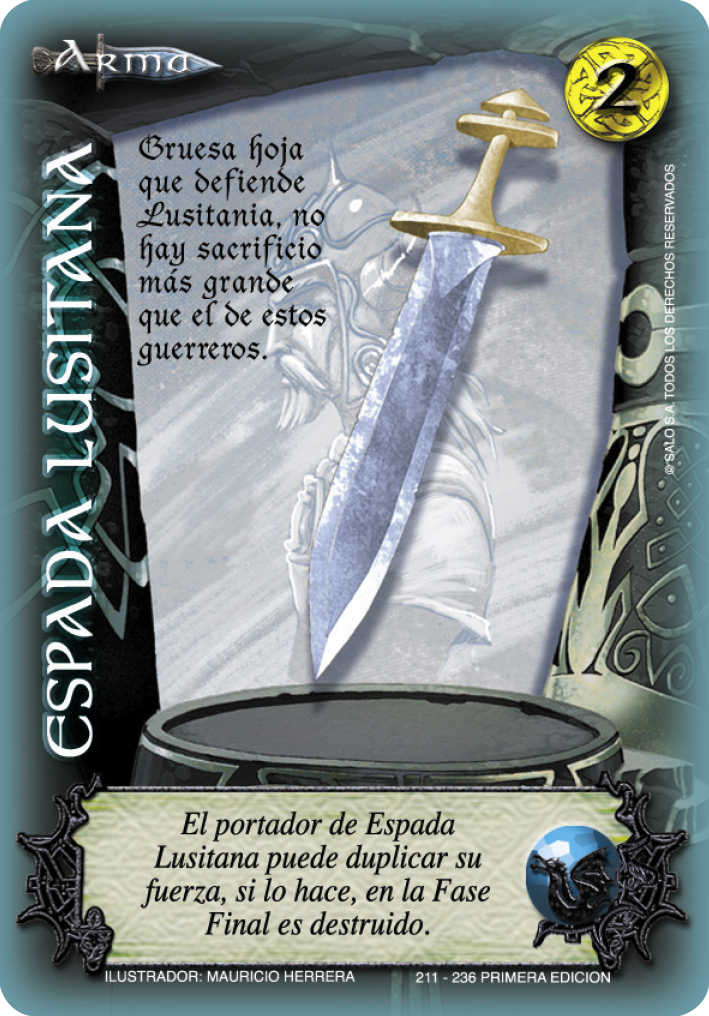 Arma
2
ESPADA LUSITANA
Gruesa hoja
que defiende
Lusitania, no
hay sacrificio
más grande
que el de estos
guerreros.
© SALO S.A. TODOS LOS DERECHOS RESERVADOS
El portador de Espada
Lusitana puede duplicar su
fuerza, si lo hace, en la Fase
Final es destruido.
ILUSTRADOR: MAURICIO HERRERA
211 - 236 PRIMERA EDICION